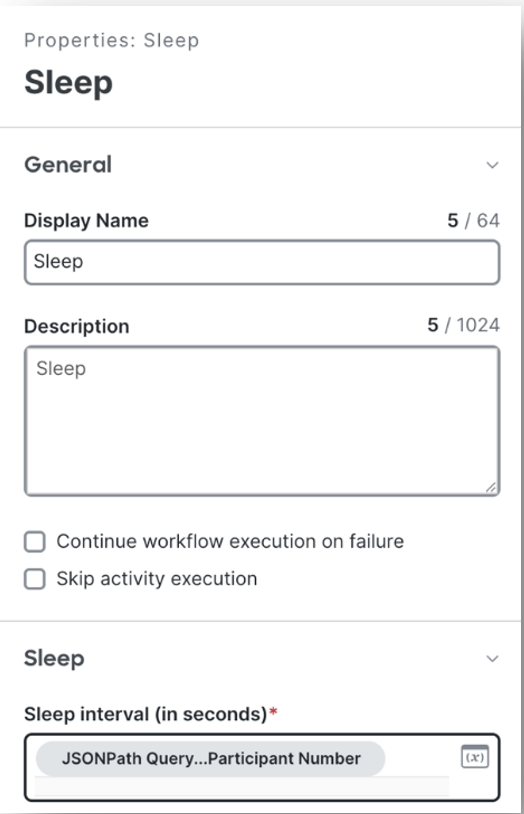 Properties: Sleep
Sleep
General
Display Name 5 / 64
Sleep
Description 5 / 1024
Sleep
Continue workflow execution on failure
Skip activity execution
Sleep
Sleep interval (in seconds)*
JSONPath Query...Participant Number (x)